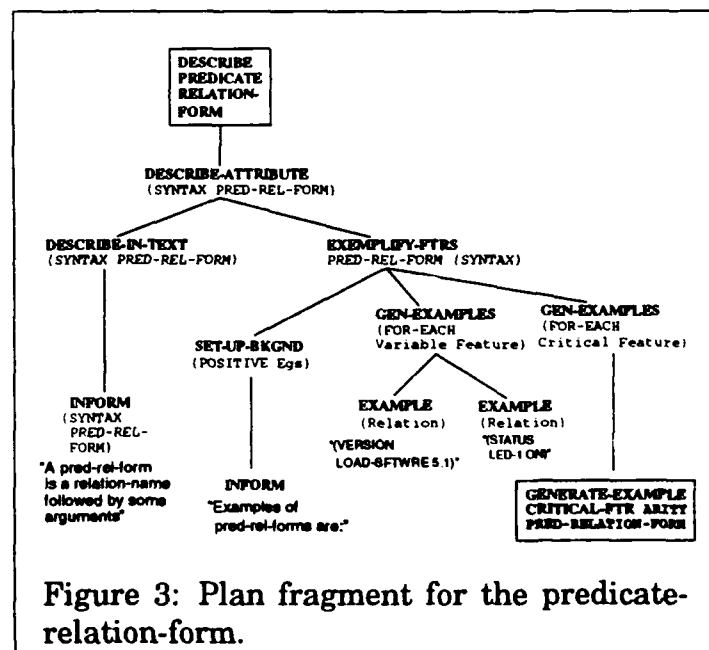 DESCRIBE
PREDICATE
RELATION-
FORM
DESCRIBE-ATTRIBUTE
(SYNTAX PRED-REL-FORM)
DESCRIBE-IN-TEXT
(SYNTAX PRED-REL-FORM)
EXEMPLIFY-FTRS
PRED-REL-FORM (SYNTAX)
SET-UP-BKGND
(POSITIVE Egs)
GEN-EXAMPLES
(FOR-EACH
Variable Feature)
GEN-EXAMPLES
(FOR-EACH
Critical Feature)
INFORM
(SYNTAX
PRED-REL-
FORM)
"A pred-rel-form
is a relation-name
followed by some
arguments"
INFORM
"Examples of
pred-rel-forms are:"
EXAMPLE
(Relation)
"(VERSION
LOAD-SFTWRE 5.1)"
EXAMPLE
(Relation)
"(STATUS
LED-1 ON)"
GENERATE-EXAMPLE
CRITICAL-FTR ARITY
PRED-RELATION-FORM
Figure 3: Plan fragment for the predicate-
relation-form.